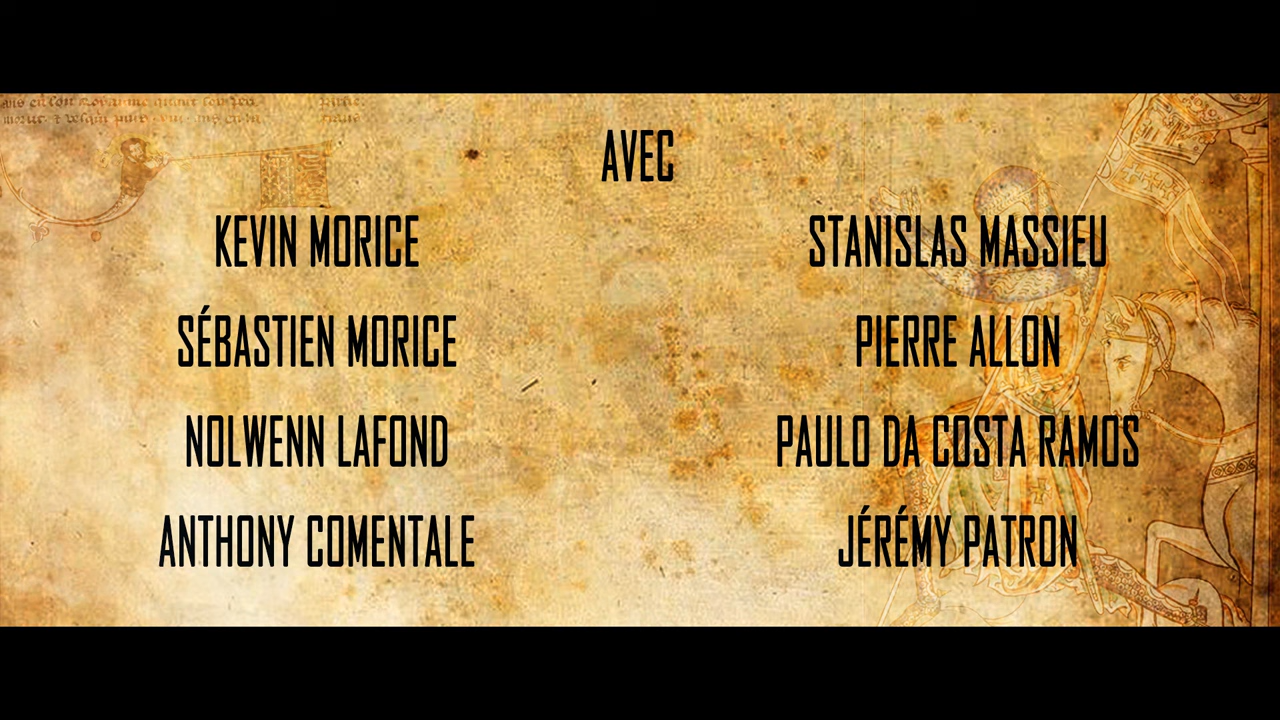 AVEC
KEVIN MORICE
STANISLAS MASSIEU
SÉBASTIEN MORICE
PIERRE ALLON
NOLWENN LAFOND
PAULO DA COSTA RAMOS
ANTHONY COMENTALE
JÉRÉMY PATRON